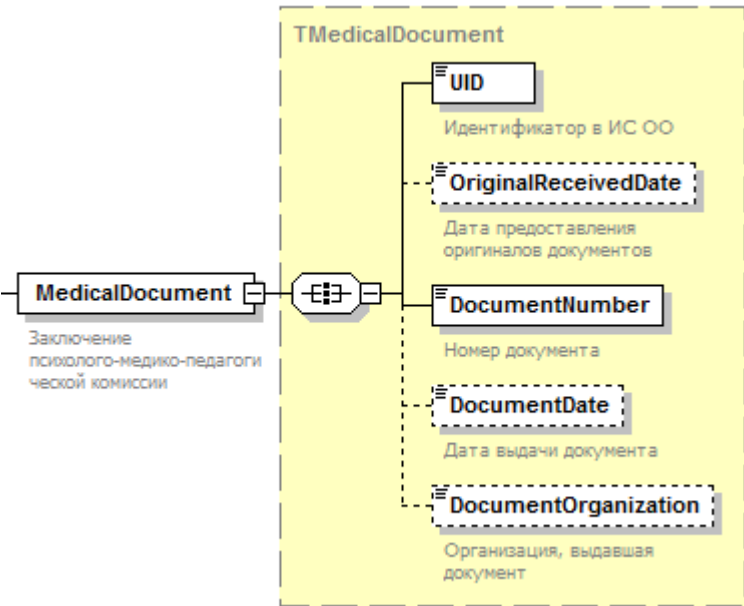 TMedicalDocument
UID
Идентификатор в ИС ОО
OriginalReceivedDate
Дата предоставления
оригиналов документов
MedicalDocument
Заключение
психолого-медико-педагоги
ческой комиссии
DocumentNumber
Номер документа
DocumentDate
Дата выдачи документа
DocumentOrganization
Организация, выдавшая
документ